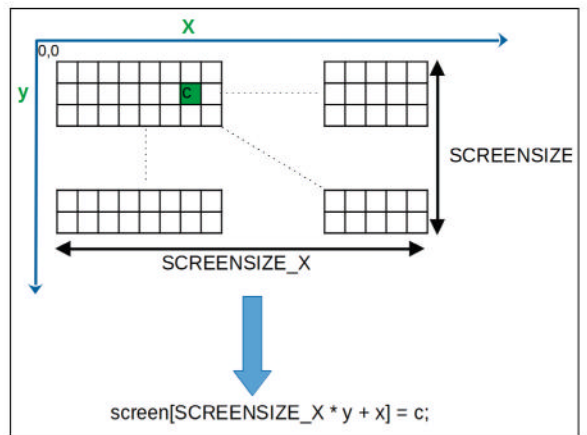 X
0,0
y
c
SCREENSIZE
SCREENSIZE_X
screen[SCREENSIZE_X * y + x] = c;